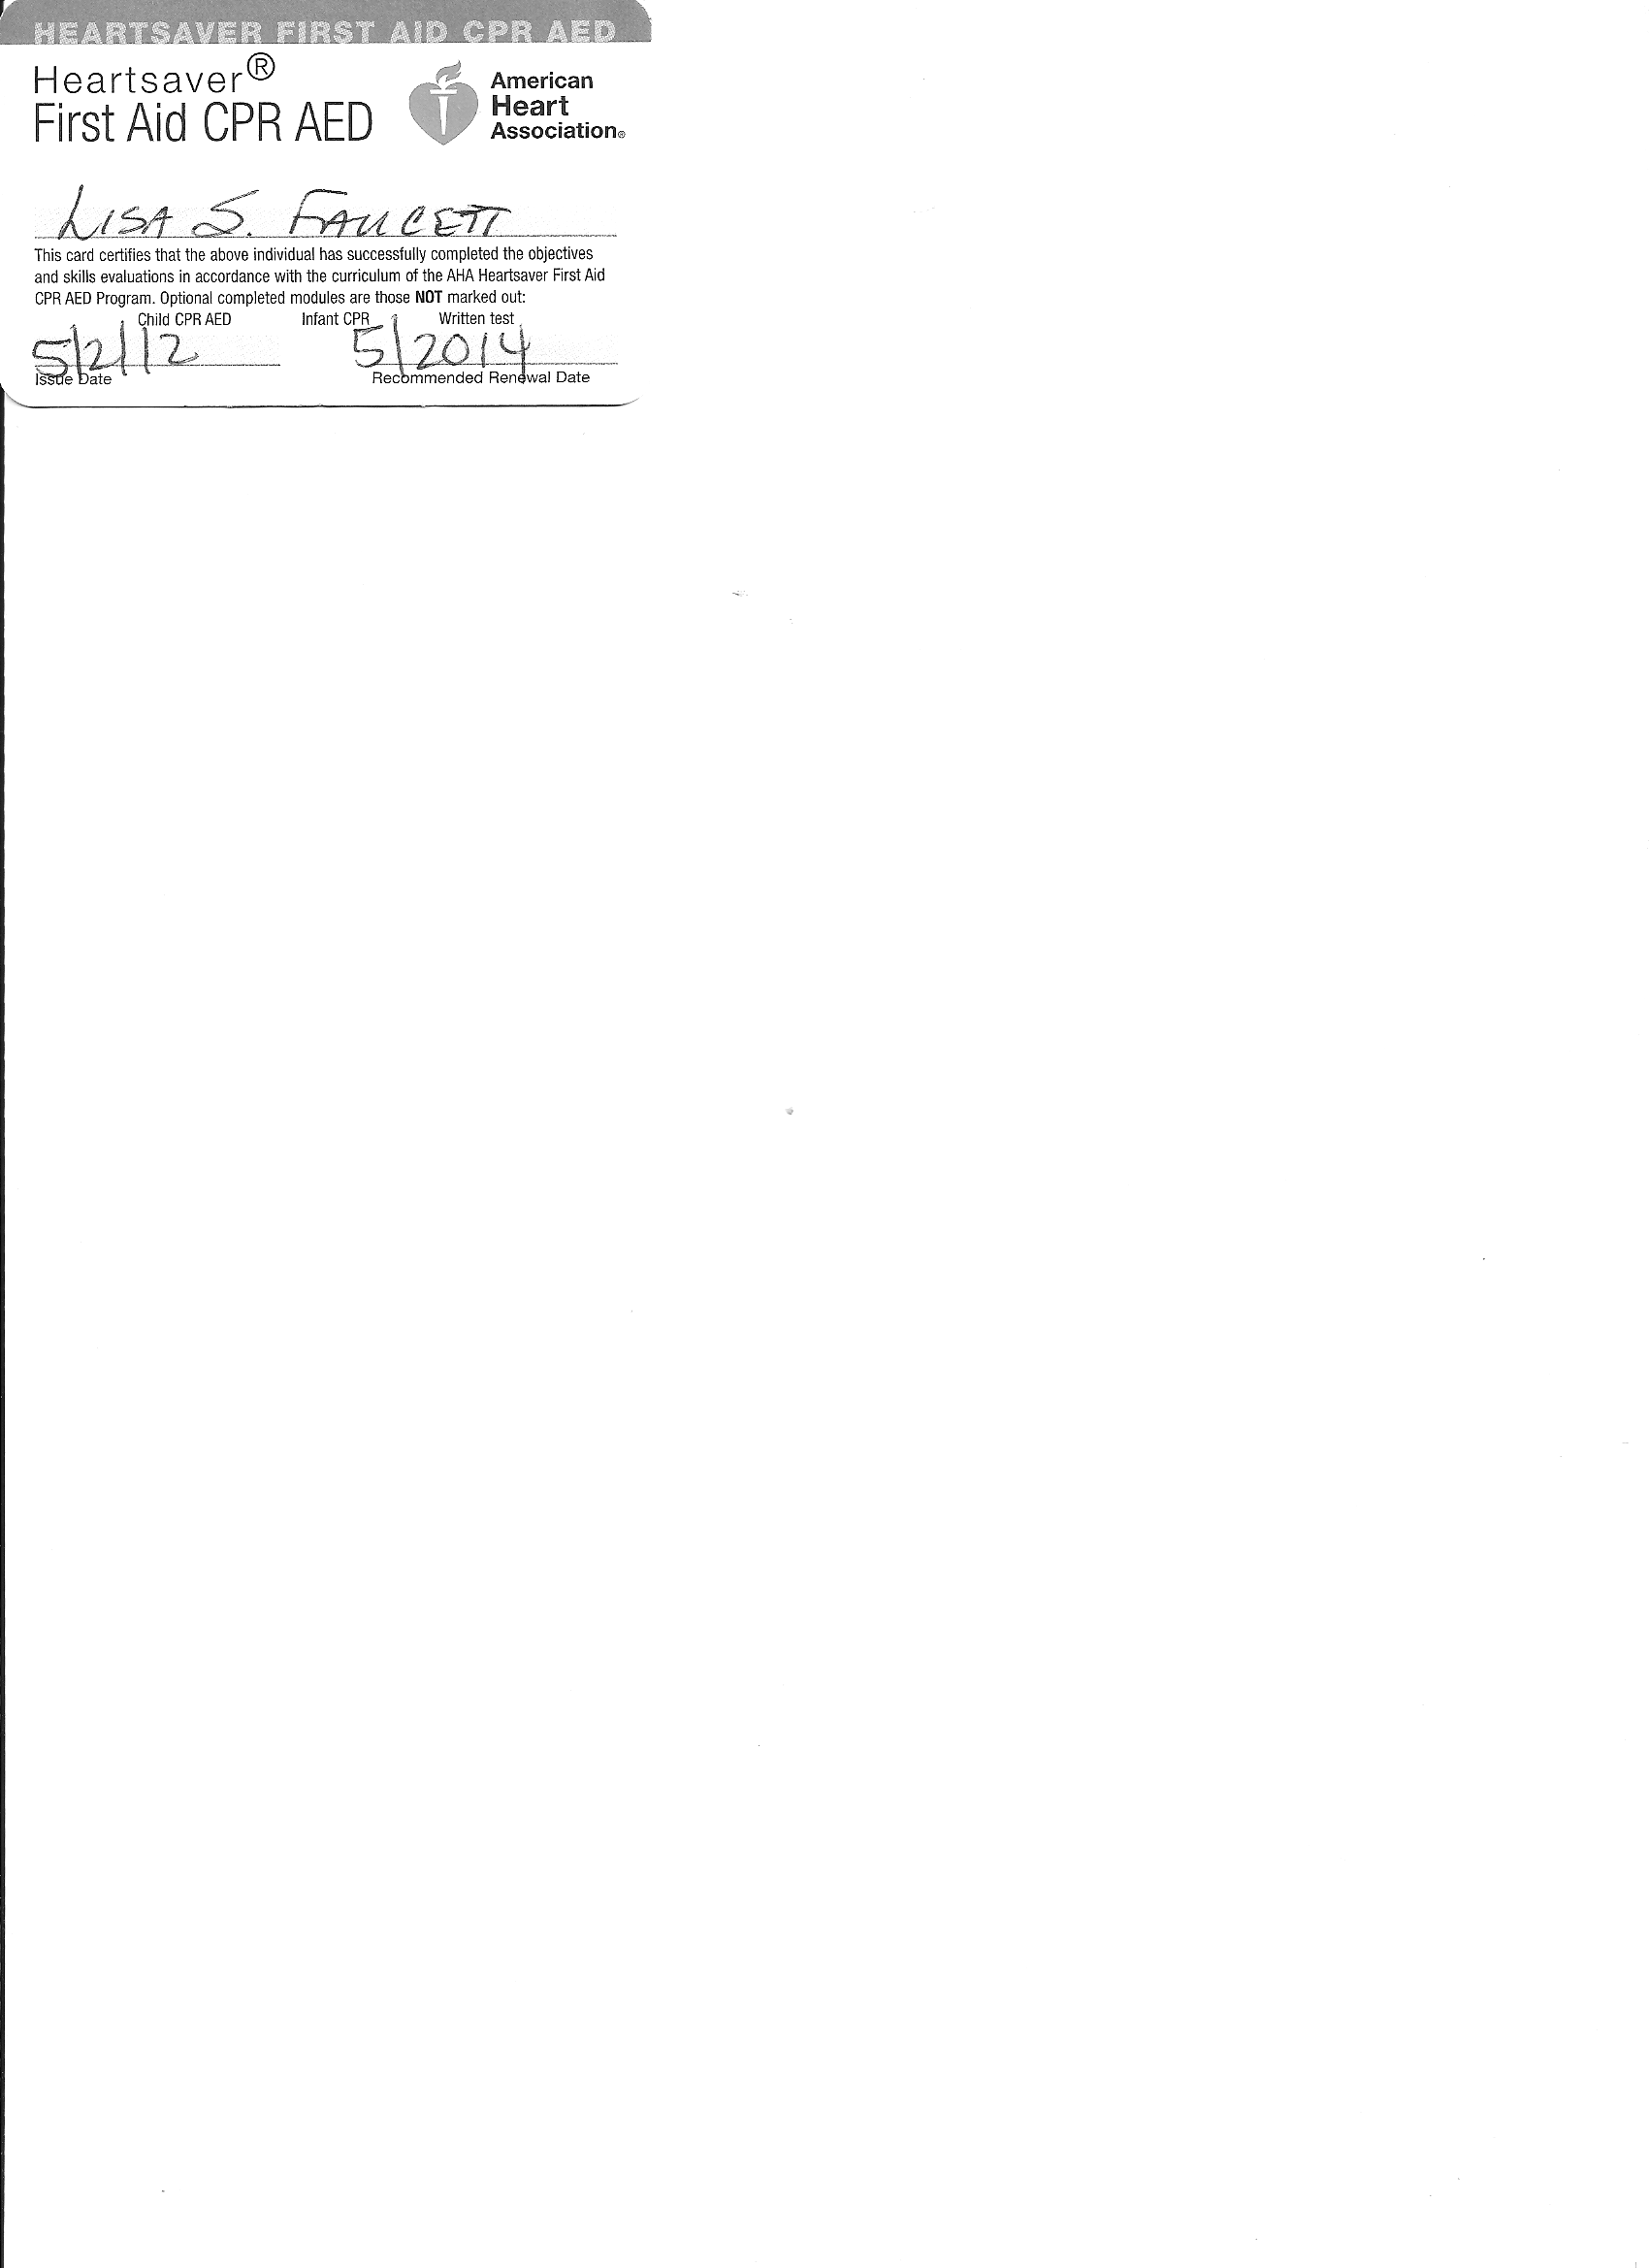 HEARTSAVER FIRST AID CPR AED
Heartsaver®
First Aid CPR AED
American
Heart
Association®
LISA S. FAUCETT
This card certifies that the above individual has successfully completed the objectives
and skills evaluations in accordance with the curriculum of the AHA Heartsaver First Aid
CPR AED Program. Optional completed modules are those NOT marked out:
Child CPR AED Infant CPR Written test
5/2/12 5/2014
Issue Date Recommended Renewal Date